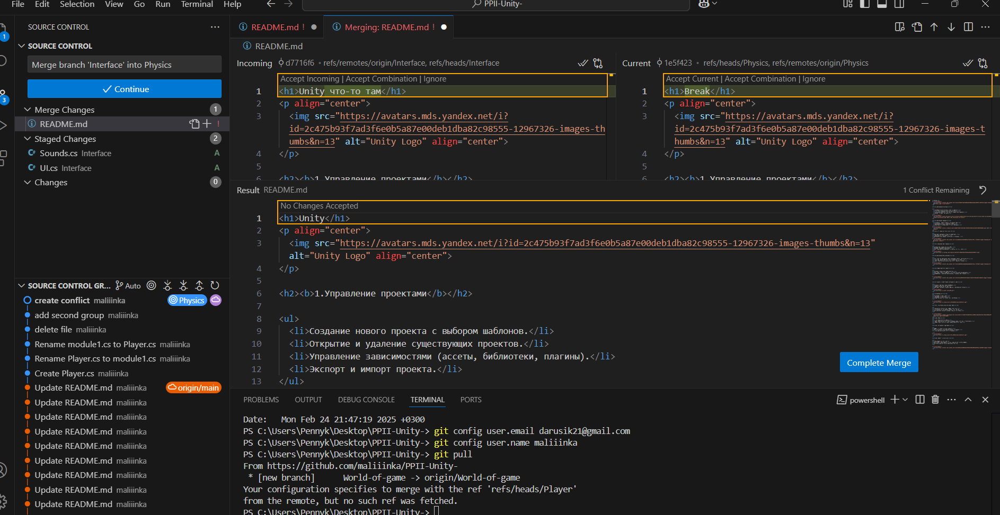 File Edit Selection View Go Run Terminal Help
PPII-Unity-
SOURCE CONTROL
1
3
SOURCE CONTROL
Merge branch 'Interface' into Physics
Continue
Merge Changes 1
README.md !
Staged Changes 2
Sounds.cs Interface A
UI.cs Interface A
Changes 0
SOURCE CONTROL GR... Auto
create conflict maliiinka Physics
add second group maliiinka
delete file maliiinka
Rename module1.cs to Player.cs maliiinka
Rename Player.cs to module1.cs maliiinka
Create Player.cs maliiinka
Update README.md maliiinka origin/main
Update README.md maliiinka
Update README.md maliiinka
Update README.md maliiinka
Update README.md maliiinka
Update README.md maliiinka
Update README.md maliiinka
Update README.md maliiinka
Update README.md maliiinka
README.md ! Merging: README.md !
README.md
Incoming d7716f6 • refs/remotes/origin/Interface, refs/heads/Interface
Accept Incoming | Accept Combination | Ignore
1 <h1>Unity что-то там</h1>
2 <p align="center">
3 <img src="https://avatars.mds.yandex.net/i?
id=2c475b93f7ad3f6e0b5a87e00deb1dba82c98555-12967326-images-th
umbs&n=13" alt="Unity Logo" align="center">
4 </p>
5
6 <h2><b>1.Управление проектами</b></h2>
Current 1e5f423 • refs/heads/Physics, refs/remotes/origin/Physics
Accept Current | Accept Combination | Ignore
1 <h1>Break</h1>
2 <p align="center">
3 <img src="https://avatars.mds.yandex.net/i?
id=2c475b93f7ad3f6e0b5a87e00deb1dba82c98555-12967326-images-t
humbs&n=13" alt="Unity Logo" align="center">
4 </p>
5
6 <h2><b>1.Управление проектами</b></h2>
Result README.md 1 Conflict Remaining
No Changes Accepted
1 <h1>Unity</h1>
2 <p align="center">
3 <img src="https://avatars.mds.yandex.net/i?id=2c475b93f7ad3f6e0b5a87e00deb1dba82c98555-12967326-images-thumbs&n=13"
alt="Unity Logo" align="center">
4 </p>
5
6 <h2><b>1.Управление проектами</b></h2>
7
8 <ul>
9 <li>Создание нового проекта с выбором шаблонов.</li>
10 <li>Открытие и удаление существующих проектов.</li>
11 <li>Управление зависимостями (ассеты, библиотеки, плагины).</li>
12 <li>Экспорт и импорт проекта.</li>
13 </ul>
Complete Merge
PROBLEMS OUTPUT DEBUG CONSOLE TERMINAL PORTS powershell
Date: Mon Feb 24 21:47:19 2025 +0300
PS C:\Users\Pennyk\Desktop\PPII-Unity-> git config user.email darusik21@gmail.com
PS C:\Users\Pennyk\Desktop\PPII-Unity-> git config user.name maliiinka
PS C:\Users\Pennyk\Desktop\PPII-Unity-> git pull
From https://github.com/maliiinka/PPII-Unity-
* [new branch] World-of-game -> origin/World-of-game
Your configuration specifies to merge with the ref 'refs/heads/Player'
from the remote, but no such ref was fetched.
PS C:\Users\Pennyk\Desktop\PPII-Unity->